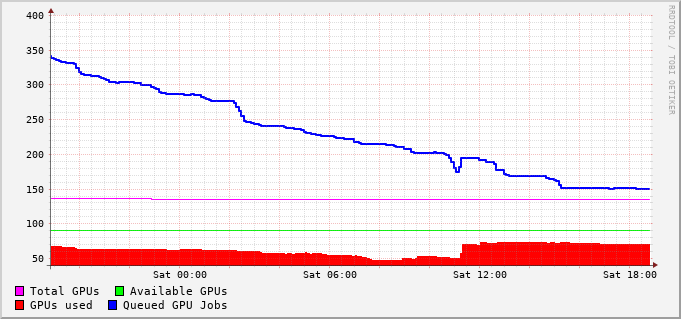 400
350
300
250
200
150
100
50
Sat 00:00 Sat 06:00 Sat 12:00 Sat 18:00
Total GPUs Available GPUs
GPUs used Queued GPU Jobs
RRDTOOL / TOBI OETIKER